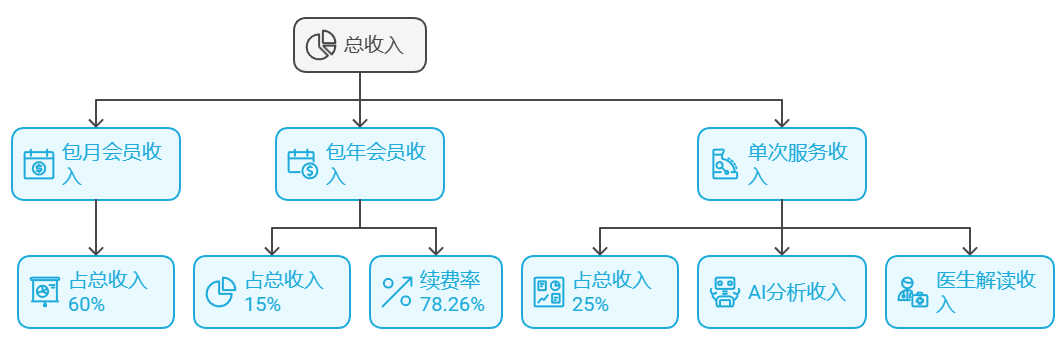 总收入
包月会员收
入
包年会员收
入
单次服务收
入
占总收入
60%
占总收入
15%
续费率
78.26%
占总收入
25%
AI分析收入
医生解读收
入